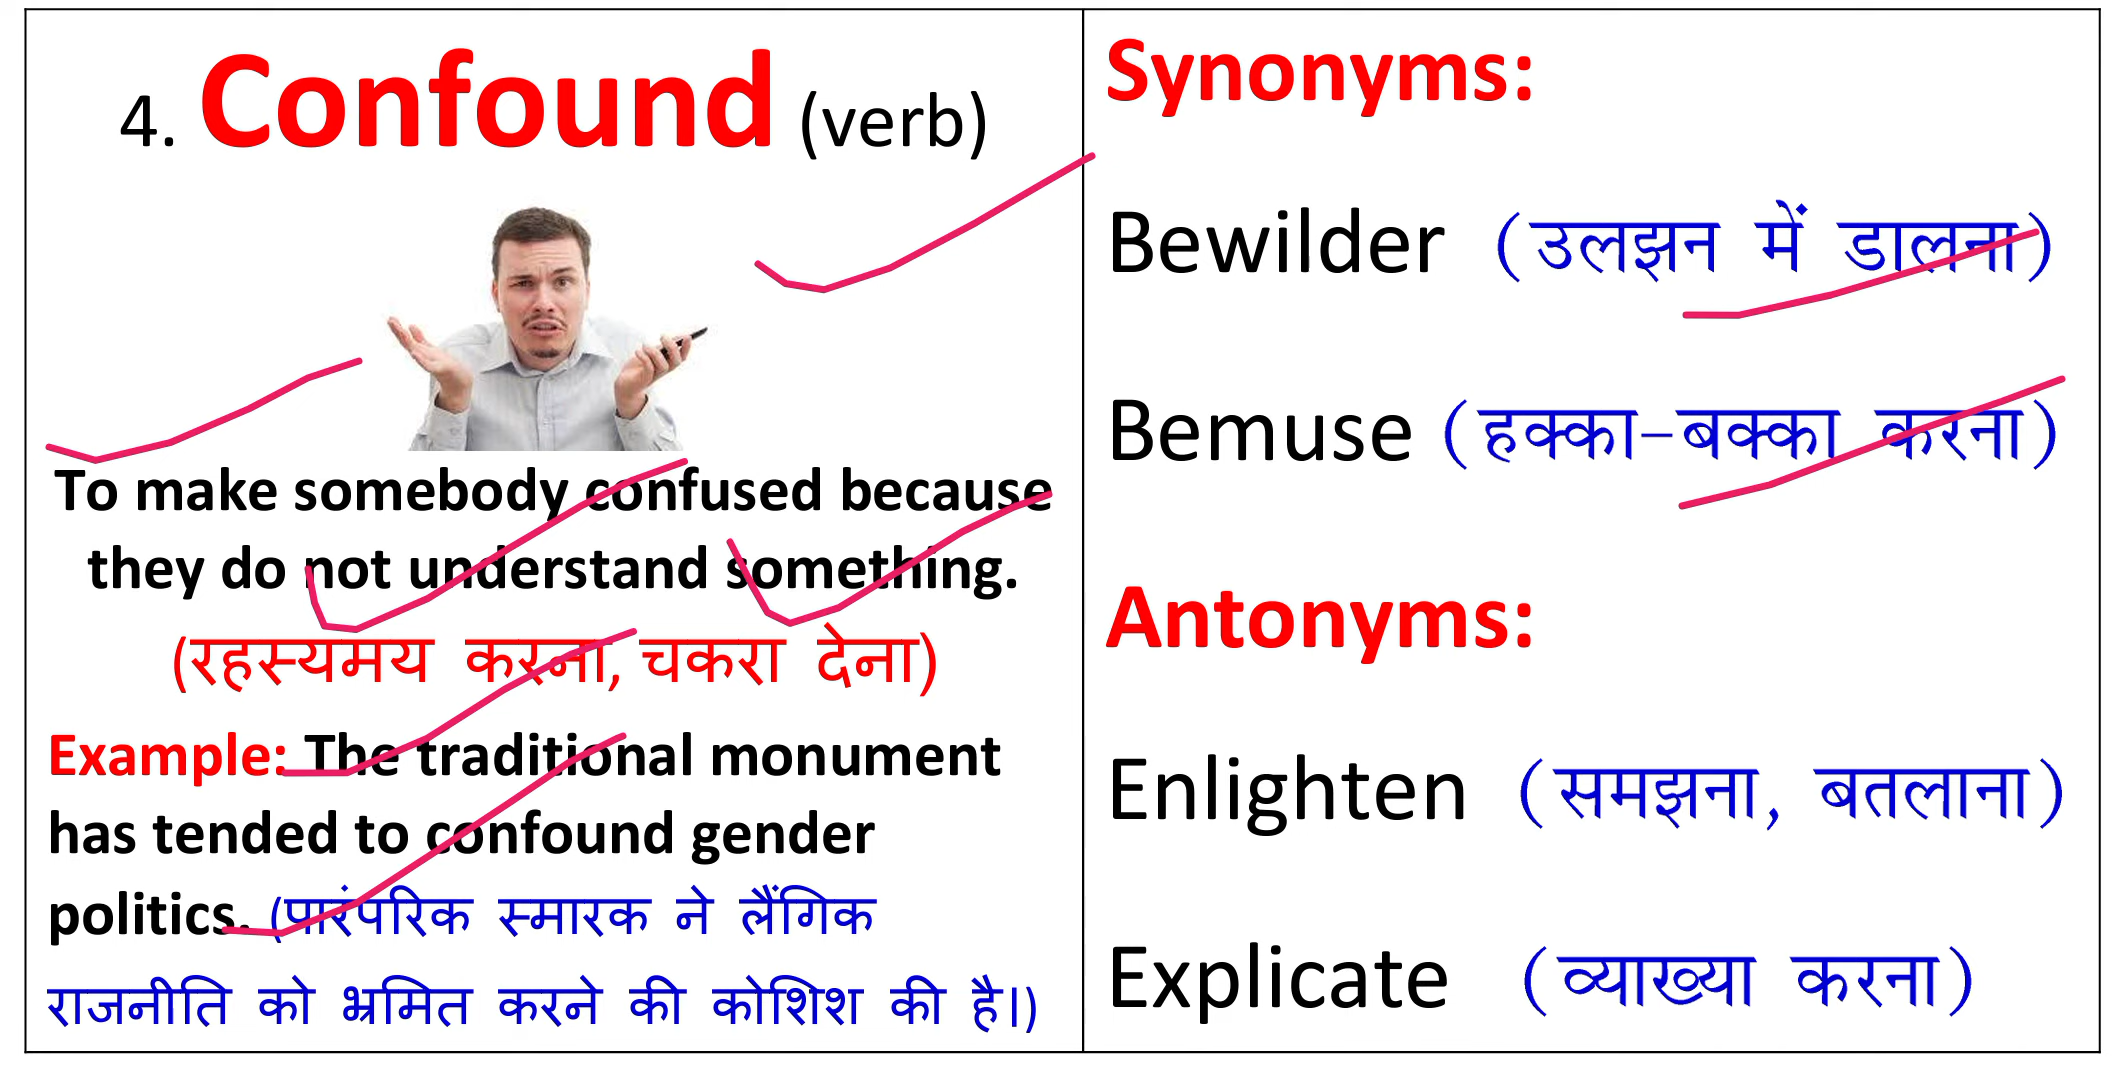 4. Confound (verb)
To make somebody confused because
they do not understand something.
(रहस्यमय करना, चकरा देना)
Example: The traditional monument
has tended to confound gender
politics. (पारंपरिक स्मारक ने लैंगिक
राजनीति को भ्रमित करने की कोशिश की है।)
Synonyms:
Bewilder (उलझन में डालना)
Bemuse (हक्का-बक्का करना)
Antonyms:
Enlighten (समझना, बतलाना)
Explicate (व्याख्या करना)